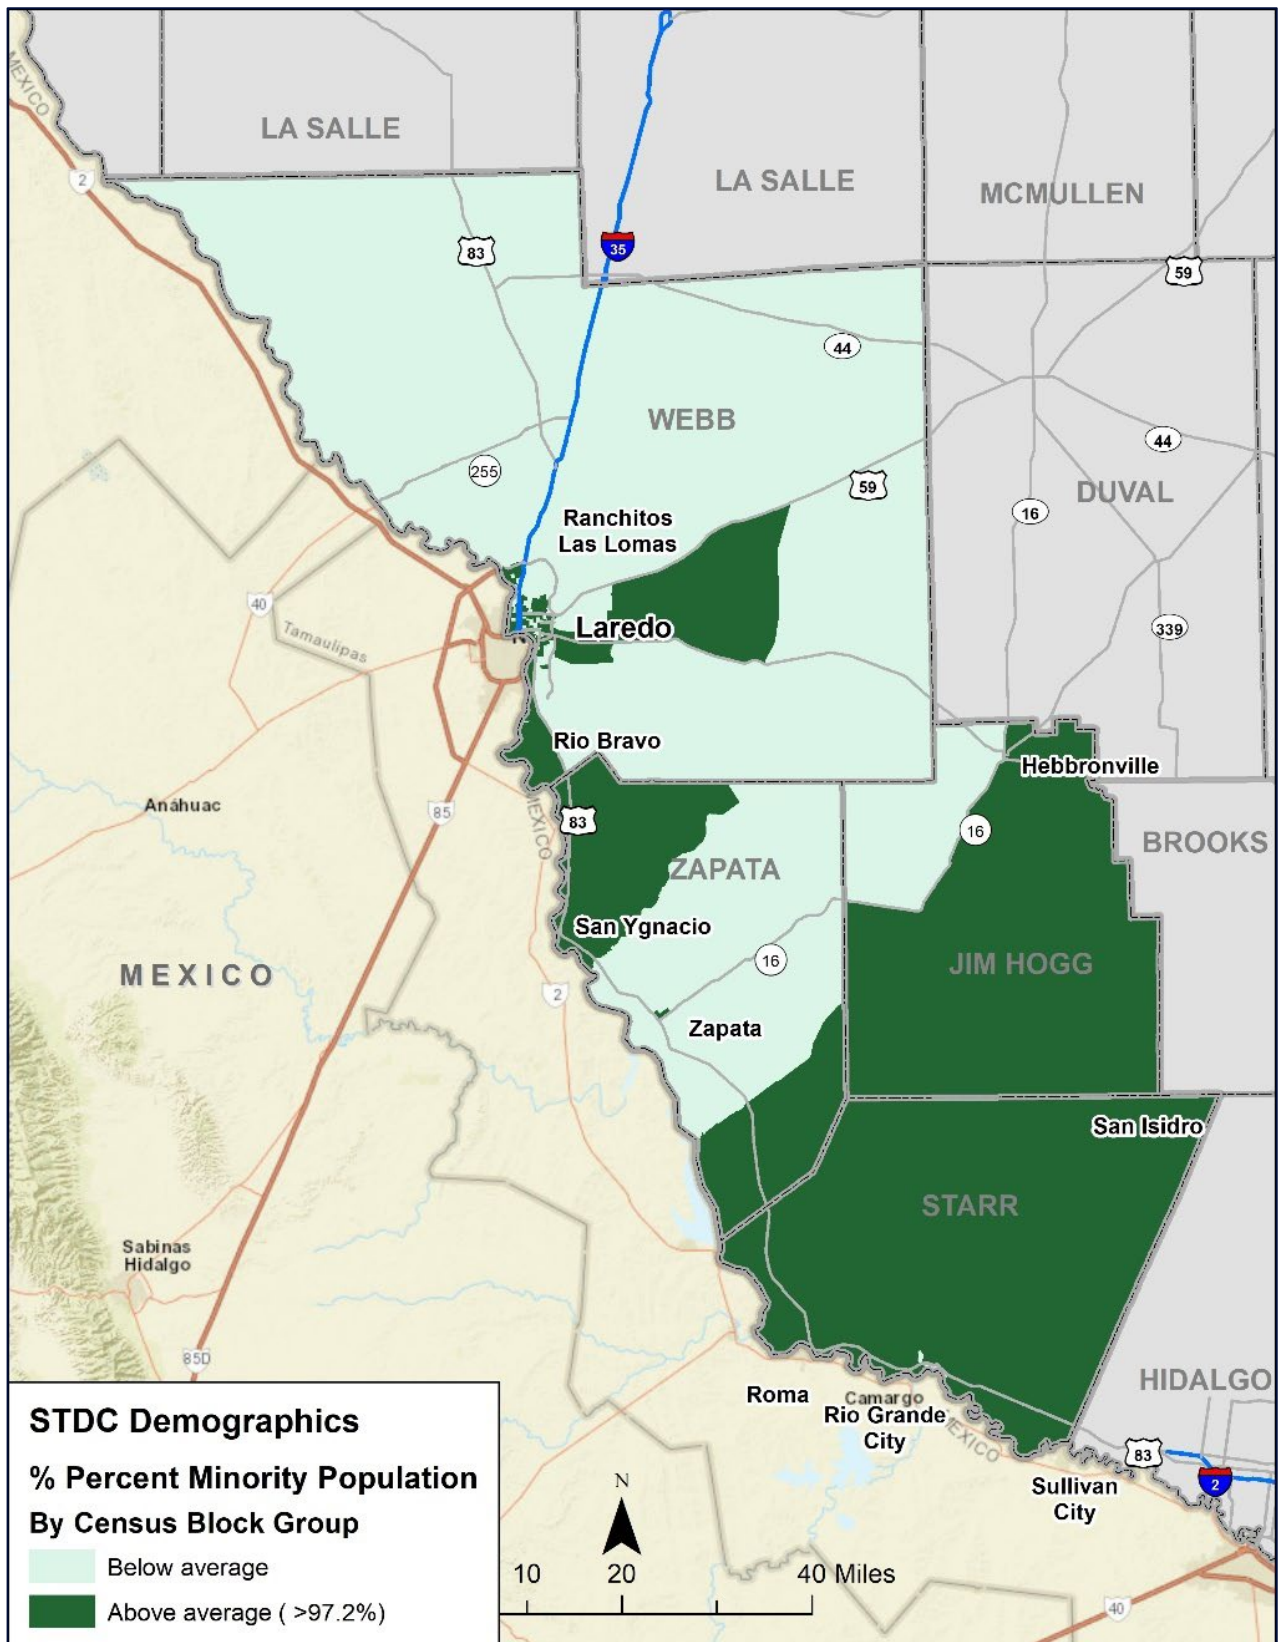 MEXICO
LA SALLE
LA SALLE
MCMULLEN
2
83
35
59
44
WEBB
44
255
59
DUVAL
16
Ranchitos
Las Lomas
40
Tamaulipas
Laredo
N
339
Rio Bravo
Hebbronville
Anáhuac
85
MEXICO
83
16
BROOKS
ZAPATA
San Ygnacio
16
JIM HOGG
MEXICO
2
Zapata
San Isidro
STARR
Sabinas
Hidalgo
85D
HIDALGO
Roma
Camargo
Rio Grande
City
MEXICO
83
2
Sullivan
City
40
STDC Demographics
% Percent Minority Population
By Census Block Group
Below average
Above average ( >97.2%)
N
10 20 40 Miles